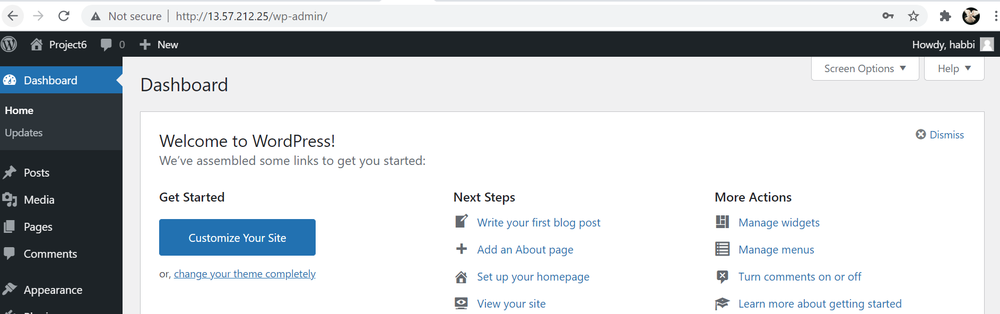 Not secure | http://13.57.212.25/wp-admin/
Project6 0 New Howdy, habbi
Screen Options Help
Dashboard
Home
Updates
Posts
Media
Pages
Comments
Appearance
Dashboard
Welcome to WordPress!
Dismiss
We've assembled some links to get you started:
Get Started
Customize Your Site
or, change your theme completely
Next Steps
Write your first blog post
Add an About page
Set up your homepage
View your site
More Actions
Manage widgets
Manage menus
Turn comments on or off
Learn more about getting started